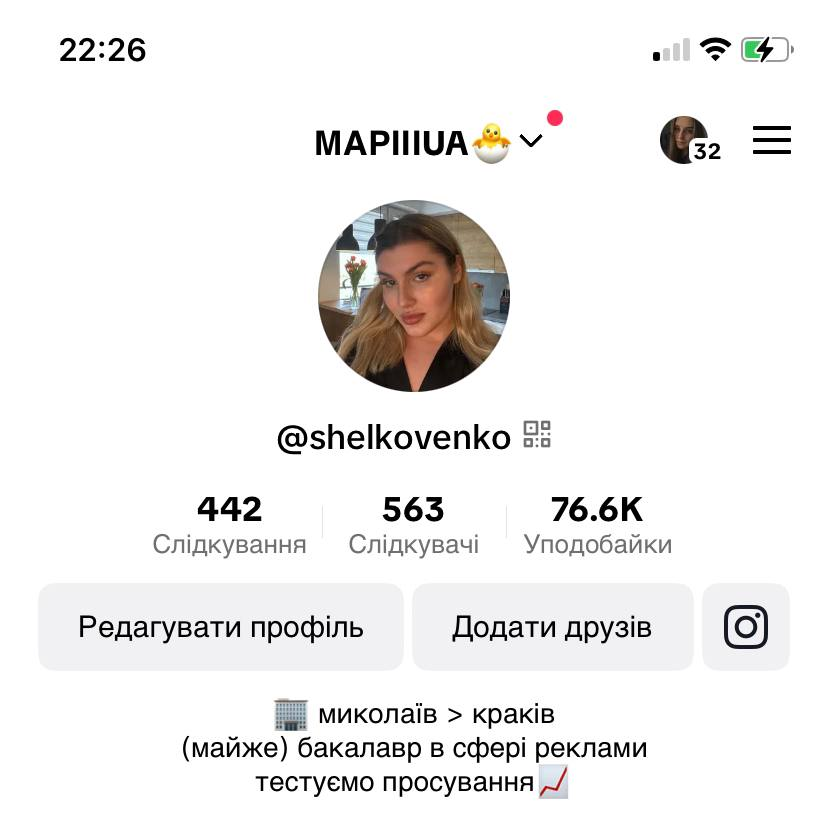 22:26
МАРІІІUA🐣
32
@shelkovenko
442
Слідкування
563
Слідкувачі
76.6K
Уподобайки
Редагувати профіль
Додати друзів
🏢 миколаїв > краків
(майже) бакалавр в сфері реклами
тестуємо просування📈